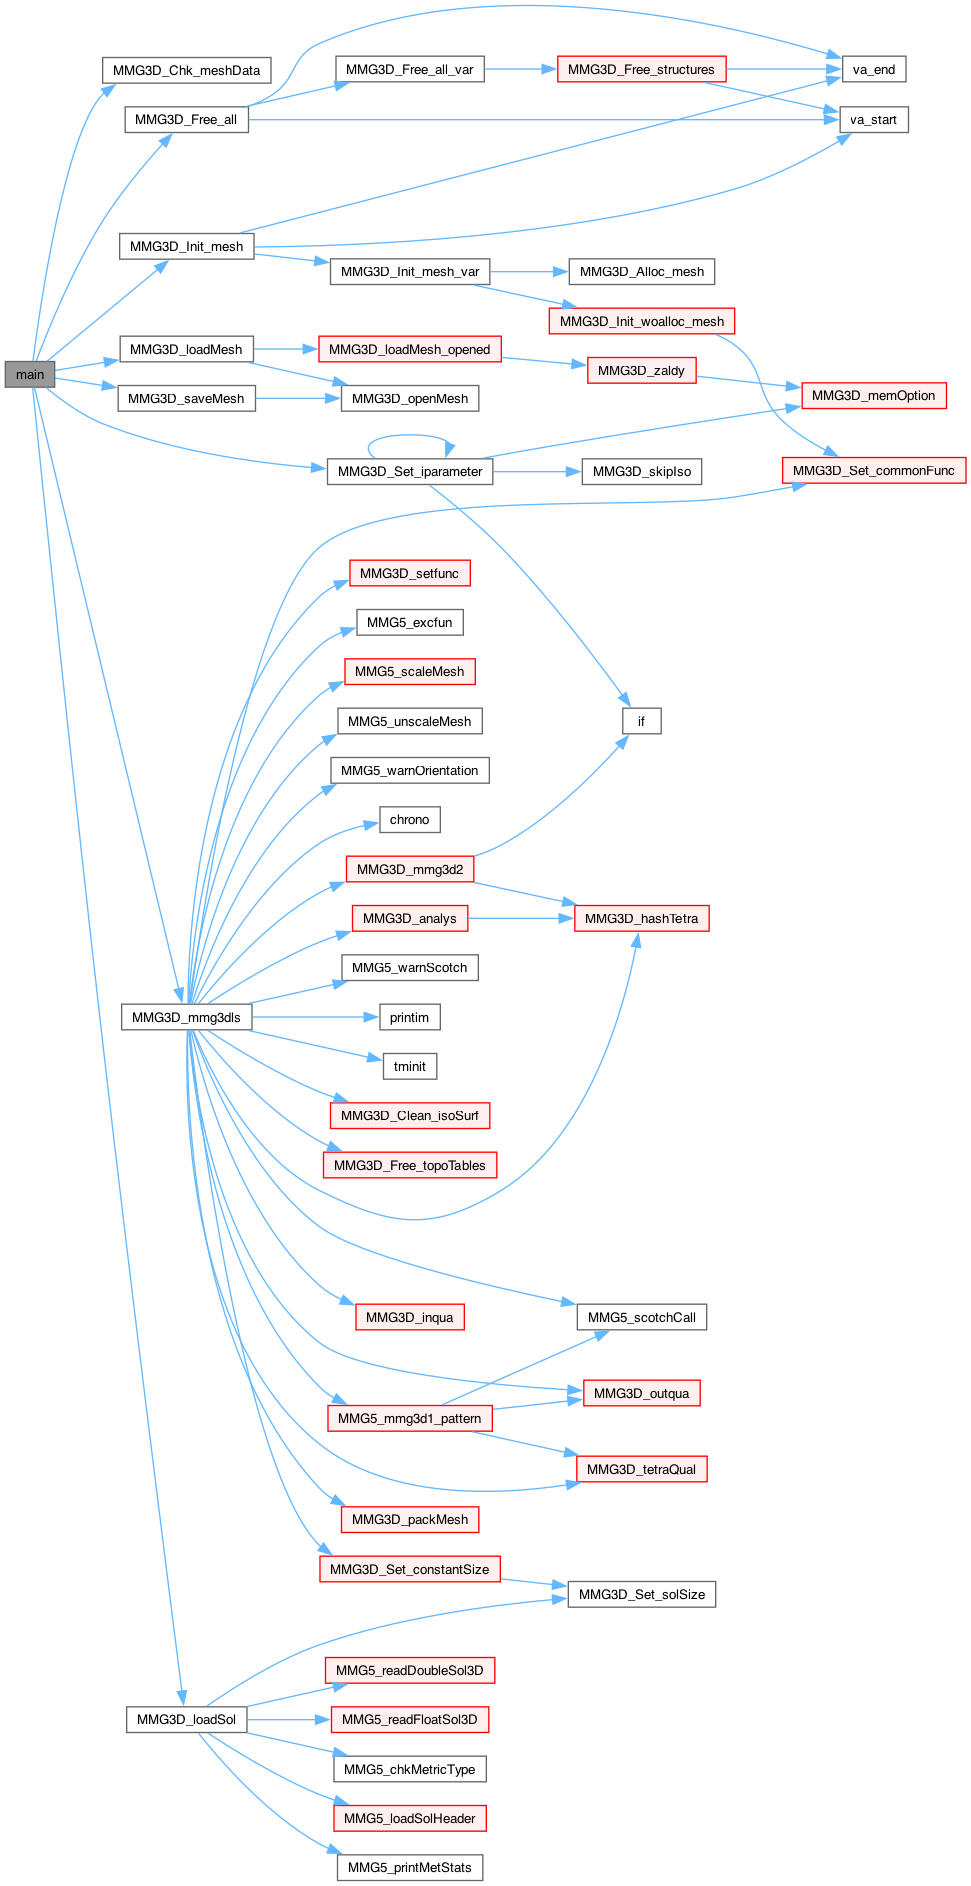 MMG3D_Chk_meshData
MMG3D_Free_all_var
MMG3D_Free_structures
va_end
MMG3D_Free_all
va_start
MMG3D_Init_mesh
MMG3D_Init_mesh_var
MMG3D_Alloc_mesh
MMG3D_Init_woalloc_mesh
MMG3D_loadMesh
MMG3D_loadMesh_opened
main
MMG3D_zaldy
MMG3D_saveMesh
MMG3D_openMesh
MMG3D_memOption
MMG3D_Set_iparameter
MMG3D_skipIso
MMG3D_Set_commonFunc
MMG3D_setfunc
MMG5_excfun
MMG5_scaleMesh
MMG5_unscaleMesh
if
MMG5_warnOrientation
chrono
MMG3D_mmg3d2
MMG3D_analys
MMG3D_hashTetra
MMG5_warnScotch
MMG3D_mmg3dls
printim
tminit
MMG3D_Clean_isoSurf
MMG3D_Free_topoTables
MMG3D_inqua
MMG5_scotchCall
MMG3D_outqua
MMG5_mmg3d1_pattern
MMG3D_tetraQual
MMG3D_packMesh
MMG3D_Set_constantSize
MMG3D_Set_solSize
MMG5_readDoubleSol3D
MMG3D_loadSol
MMG5_readFloatSol3D
MMG5_chkMetricType
MMG5_loadSolHeader
MMG5_printMetStats